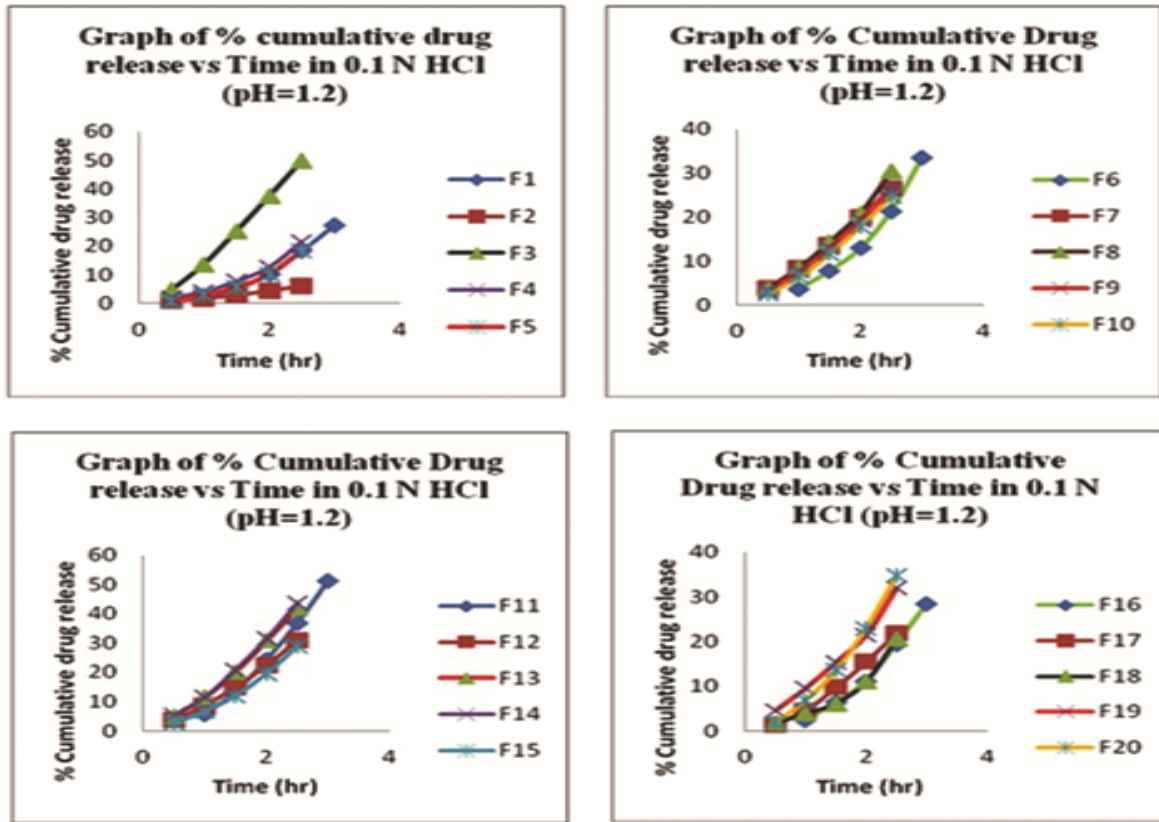 Graph of % cumulative drug
release vs Time in 0.1 N HCl
(pH=1.2)
% Cumulative drug release
60
50
40
30
20
10
0
0 2 4
Time (hr)
F1
F2
F3
F4
F5
Graph of % Cumulative Drug
release vs Time in 0.1 N HCl
(pH=1.2)
% Cumulative drug release
40
30
20
10
0
0 2 4
Time (hr)
F6
F7
F8
F9
F10
Graph of % Cumulative Drug
release vs Time in 0.1 N HCl
(pH=1.2)
% Cumulative drug release
60
50
40
30
20
10
0
0 2 4
Time (hr)
F11
F12
F13
F14
F15
Graph of % Cumulative
Drug release vs Time in 0.1 N
HCl (pH=1.2)
% Cumulative drug release
40
30
20
10
0
0 2 4
Time (hr)
F16
F17
F18
F19
F20